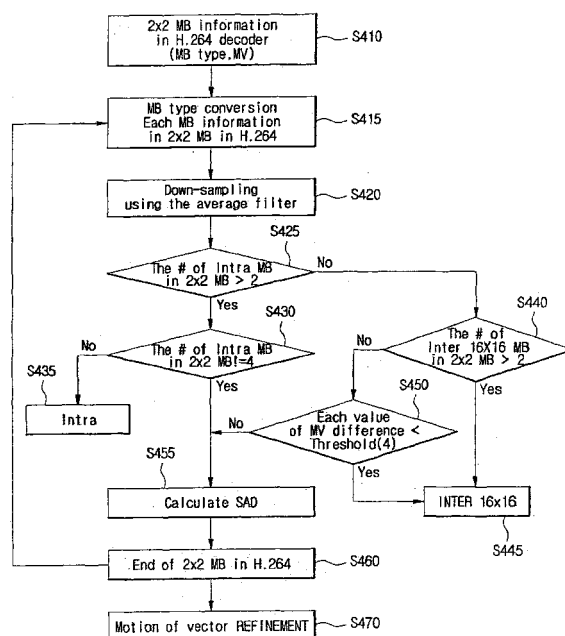 2x2 MB information
in H.264 decoder
(MB type,MV)
S410
MB type conversion
Each MB information
in 2x2 MB in H.264
S415
Down-sampling
using the average filter
S420
S425
The # of Intra MB
in 2x2 MB > 2
No
Yes
S430
The # of Intra MB
in 2x2 MB!=4
No
Yes
S435
Intra
S440
The # of
Inter 16X16 MB
in 2x2 MB > 2
No
Yes
S450
Each value
of MV difference <
Threshold(4)
No
Yes
S455
Calculate SAD
INTER 16x16
S445
End of 2x2 MB in H.264
S460
Motion of vector REFINEMENT
S470